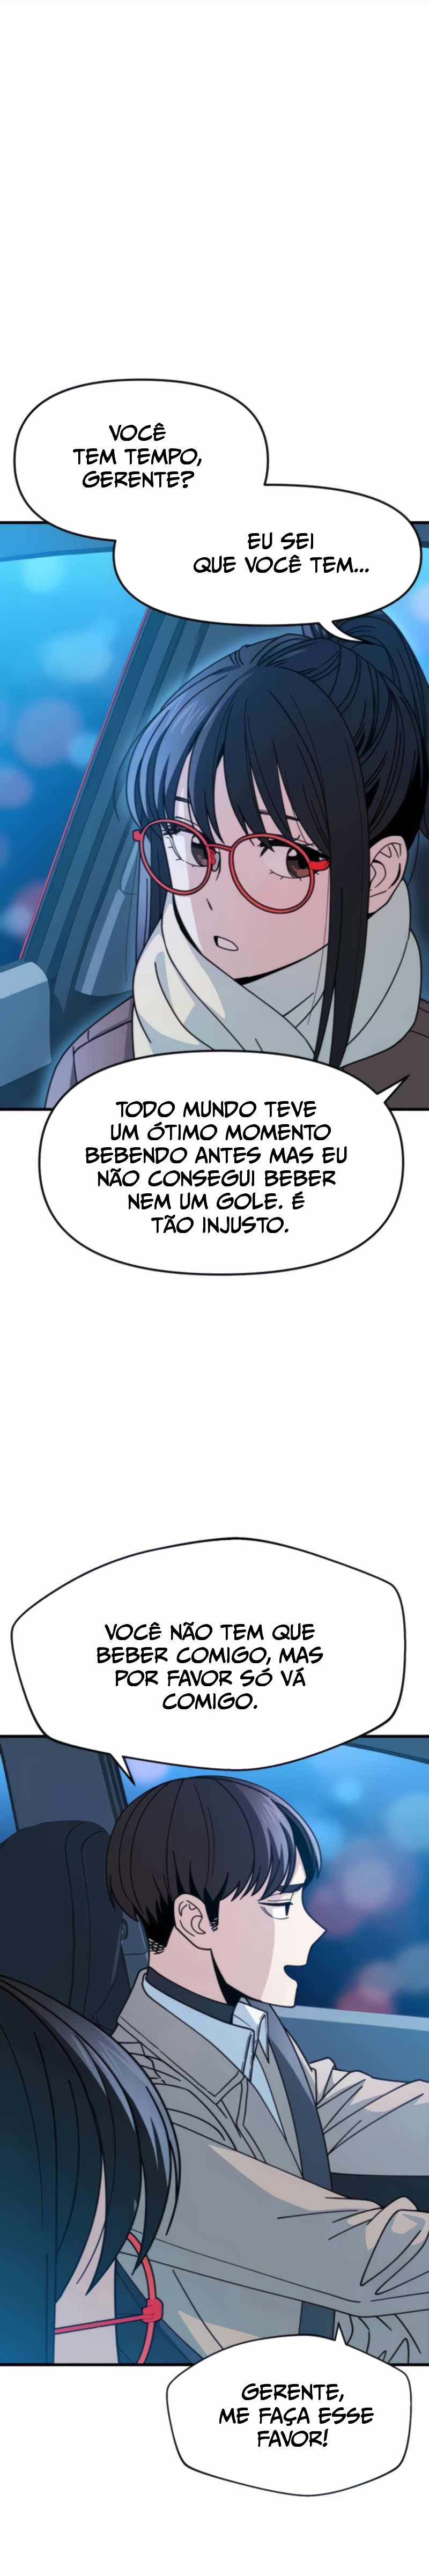 VOCÊ
TEM TEMPO,
GERENTE?
EU SEI
QUE VOCÊ TEM...
TODO MUNDO TEVE
UM ÓTIMO MOMENTO
BEBENDO ANTES MAS EU
NÃO CONSEGUI BEBER
NEM UM GOLE. É
TÃO INJUSTO.
VOCÊ NÃO TEM QUE
BEBER COMIGO, MAS
POR FAVOR SÓ VÁ
COMIGO.
GERENTE,
ME FAÇA ESSE
FAVOR!